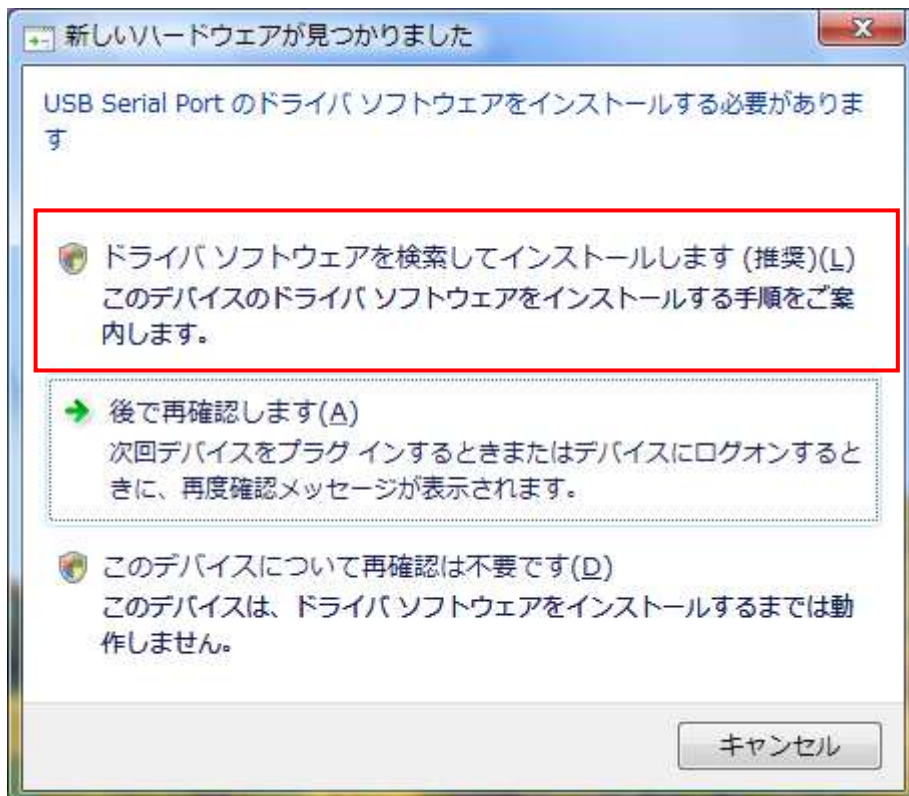 新しいハードウェアが見つかりました
USB Serial Port のドライバ ソフトウェアをインストールする必要がありま
す
ドライバ ソフトウェアを検索してインストールします (推奨)(L)
このデバイスのドライバ ソフトウェアをインストールする手順をご案
内します。
後で再確認します(A)
次回デバイスをプラグ インするときまたはデバイスにログオンすると
きに、再度確認メッセージが表示されます。
このデバイスについて再確認は不要です(D)
このデバイスは、ドライバ ソフトウェアをインストールするまでは動
作しません。
キャンセル